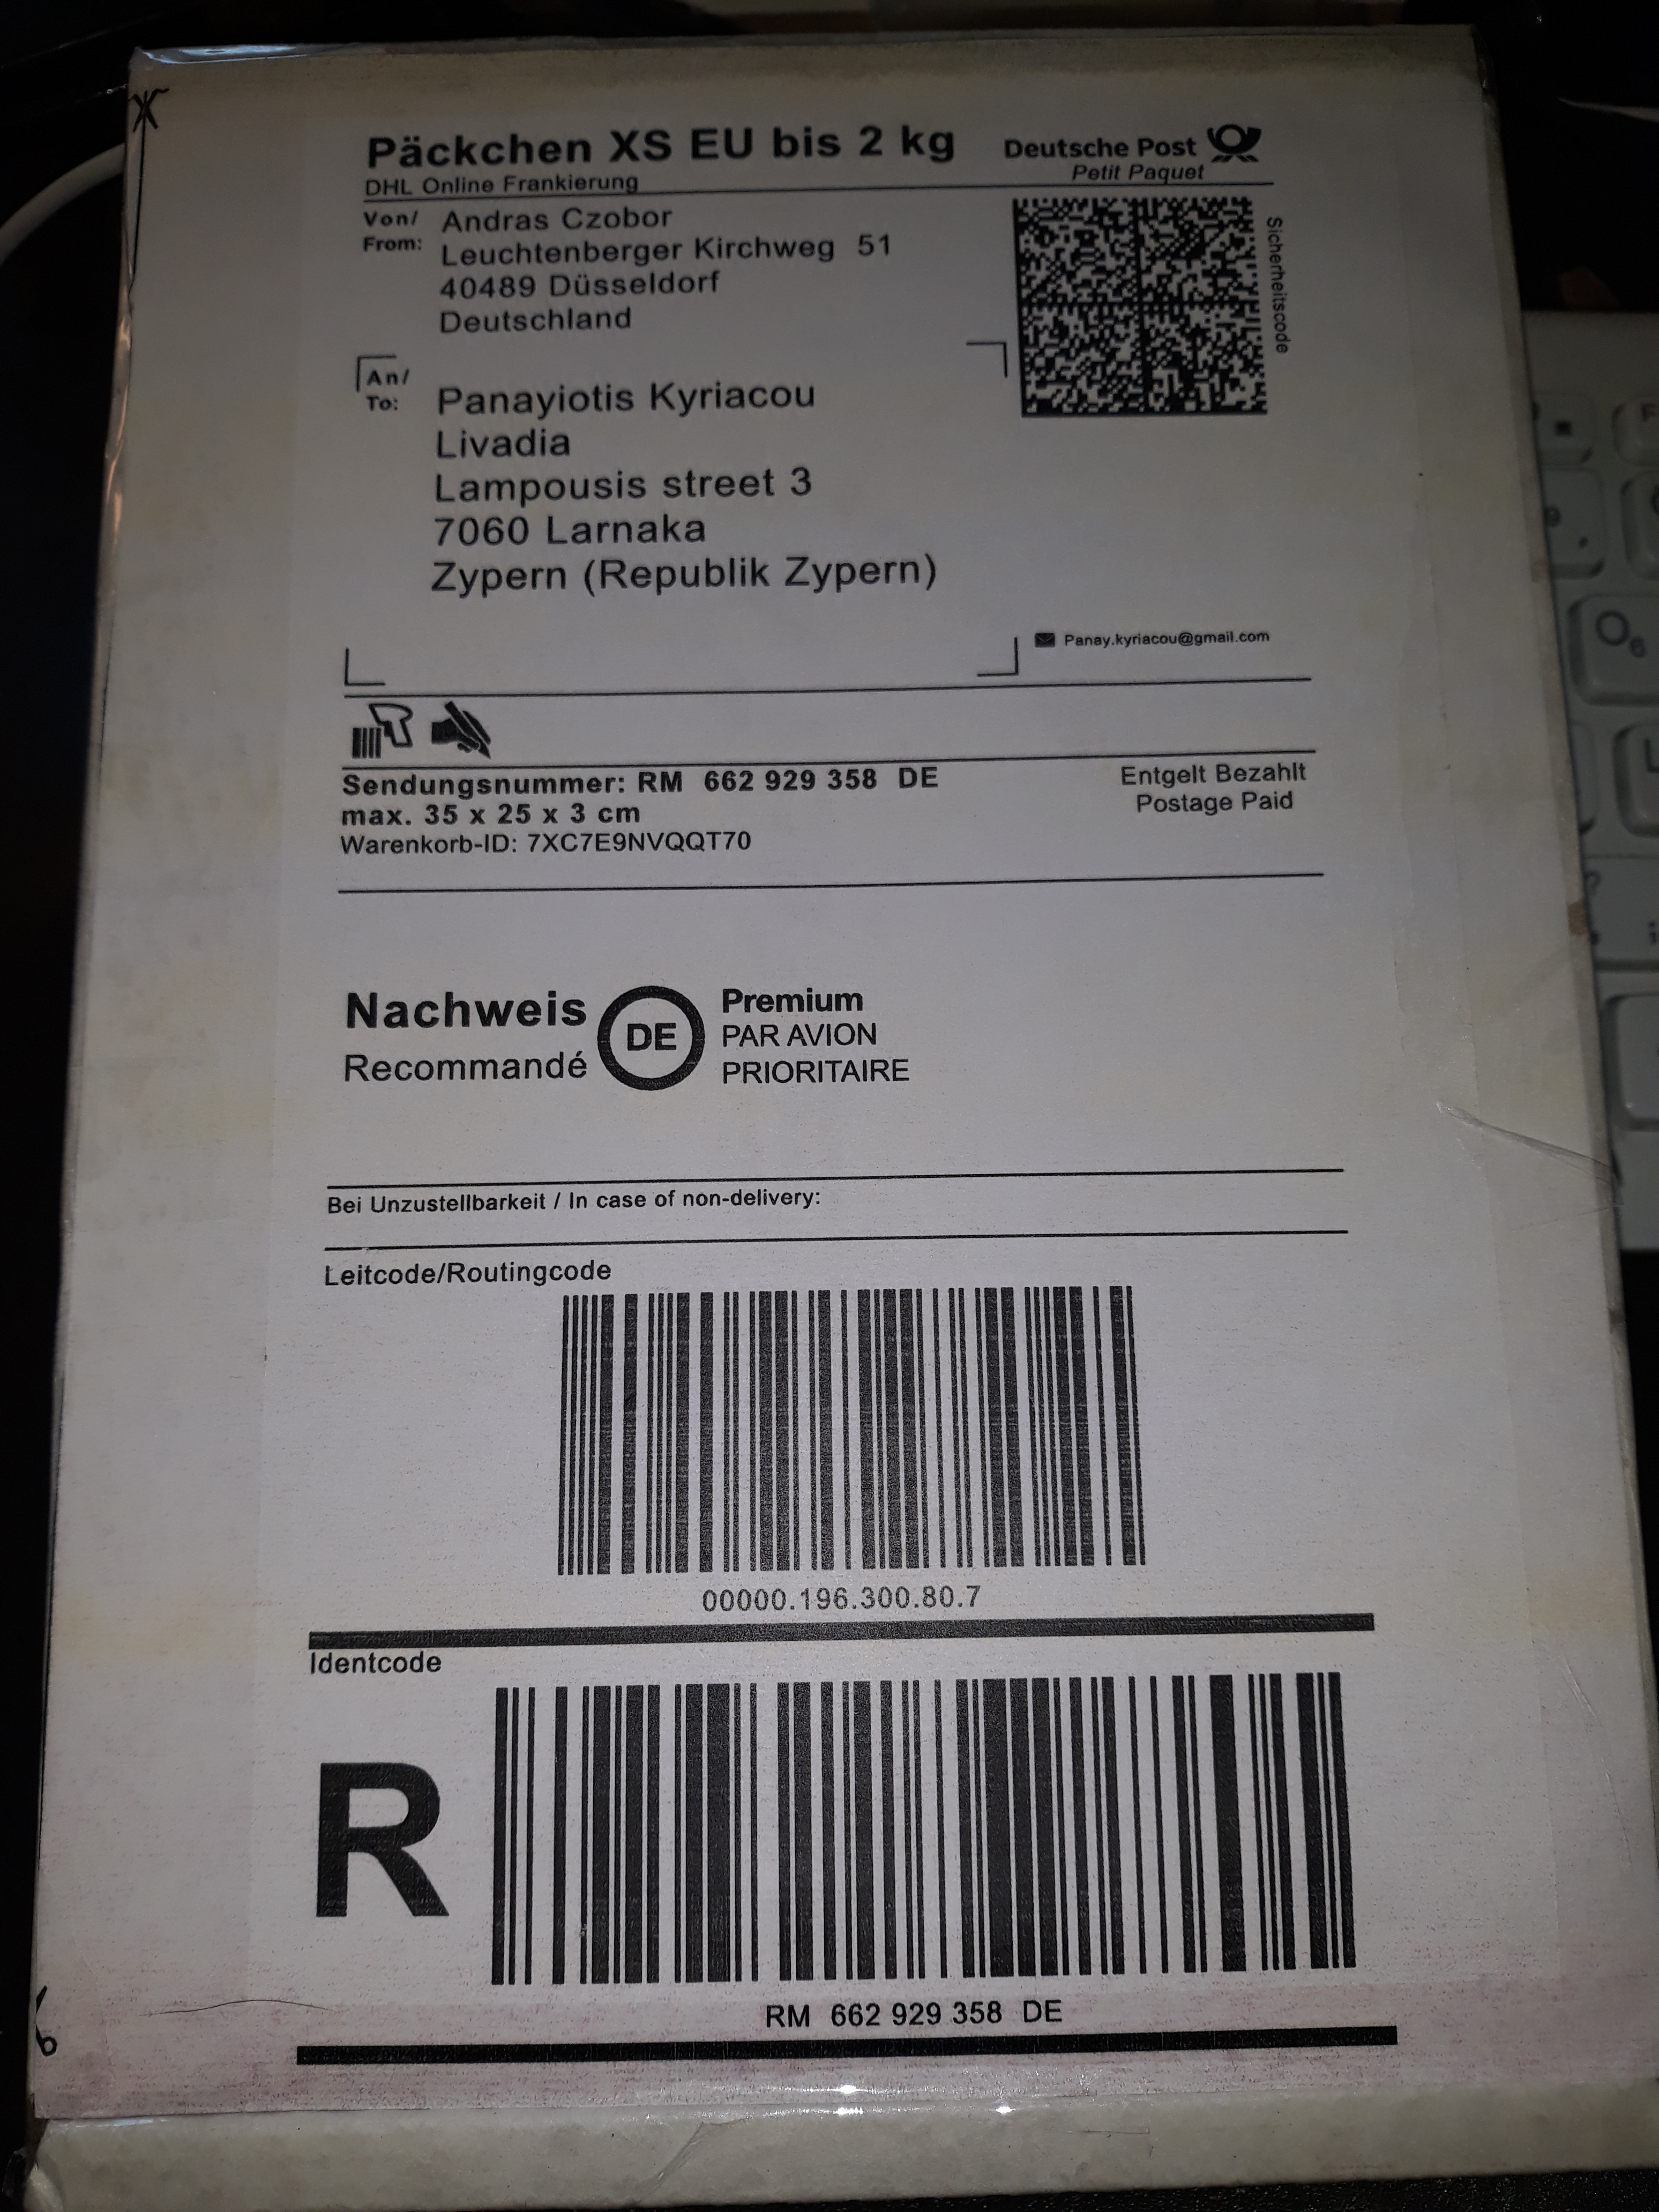 Päckchen XS EU bis 2 kg
Deutsche Post
DHL Online Frankierung
Petit Paquet
Von/ Andras Czobor
From: Leuchtenberger Kirchweg 51
40489 Düsseldorf
Deutschland
Sicherheitscode
An/
To: Panayiotis Kyriacou
Livadia
Lampousis street 3
7060 Larnaka
Zypern (Republik Zypern)
Panay.kyriacou@gmail.com
Sendungsnummer: RM 662 929 358 DE
max. 35 x 25 x 3 cm
Warenkorb-ID: 7XC7E9NVQQT70
Entgelt Bezahlt
Postage Paid
Nachweis
Recommandé
DE
Premium
PAR AVION
PRIORITAIRE
Bei Unzustellbarkeit / In case of non-delivery:
Leitcode/Routingcode
00000.196.300.80.7
Identcode
R
RM 662 929 358 DE